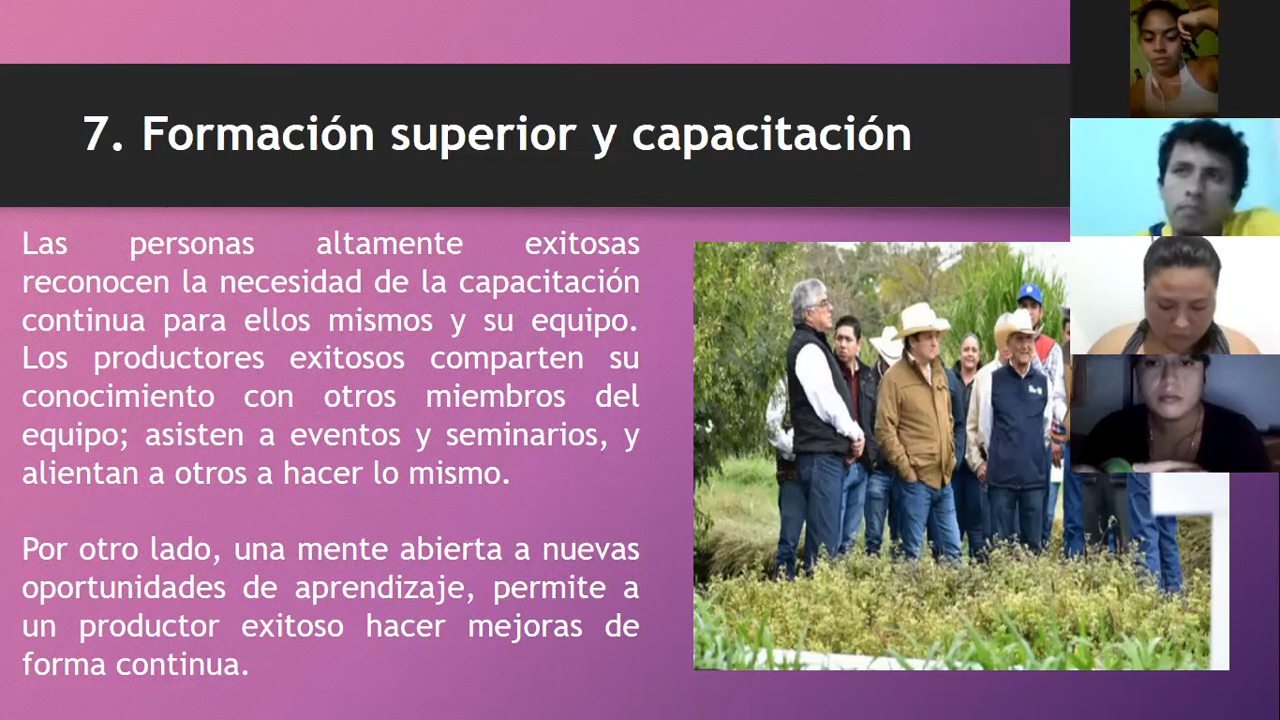 7. Formación superior y capacitación
Las personas altamente exitosas
reconocen la necesidad de la capacitación
continua para ellos mismos y su equipo.
Los productores exitosos comparten su
conocimiento con otros miembros del
equipo; asisten a eventos y seminarios, y
alientan a otros a hacer lo mismo.
Por otro lado, una mente abierta a nuevas
oportunidades de aprendizaje, permite a
un productor exitoso hacer mejoras de
forma continua.